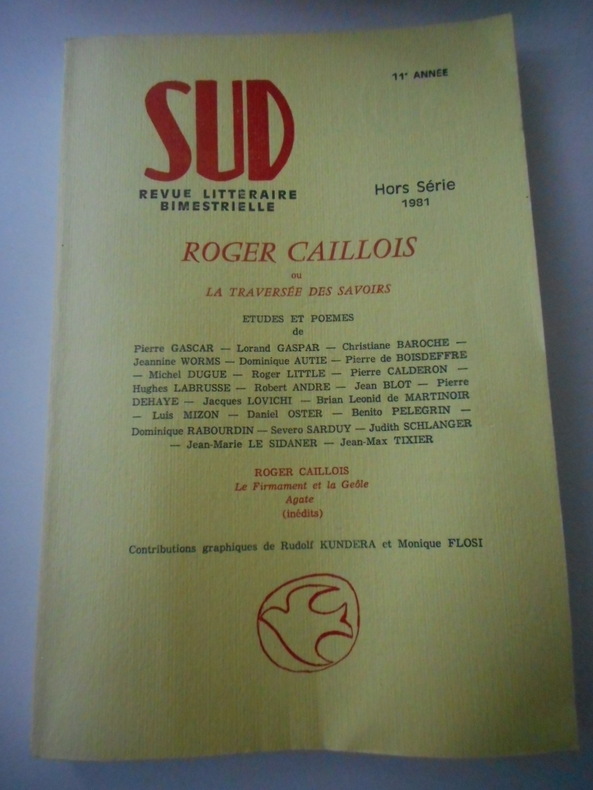 11e ANNEE
SUD
REVUE LITTÉRAIRE
BIMESTRIELLE
Hors Série
1981
ROGER CAILLOIS
ou
LA TRAVERSÉE DES SAVOIRS
ETUDES ET POEMES
de
Pierre GASCAR — Lorand GASPAR — Christiane BAROCHE —
Jeannine WORMS — Dominique AUTIE — Pierre de BOISDEFFRE
— Michel DUGUE — Roger LITTLE — Pierre CALDERON —
Hughes LABRUSSE — Robert ANDRE — Jean BLOT — Pierre
DEHAYE — Jacques LOVICHI — Brian Leonid de MARTINOIR
— Luis MIZON — Daniel OSTER — Benito PELEGRIN —
Dominique RABOURDIN — Severo SARDUY — Judith SCHLANGER
— Jean-Marie LE SIDANER — Jean-Max TIXIER
ROGER CAILLOIS
Le Firmament et la Geôle
Agate
(inédits)
Contributions graphiques de Rudolf KUNDERA et Monique FLOSI